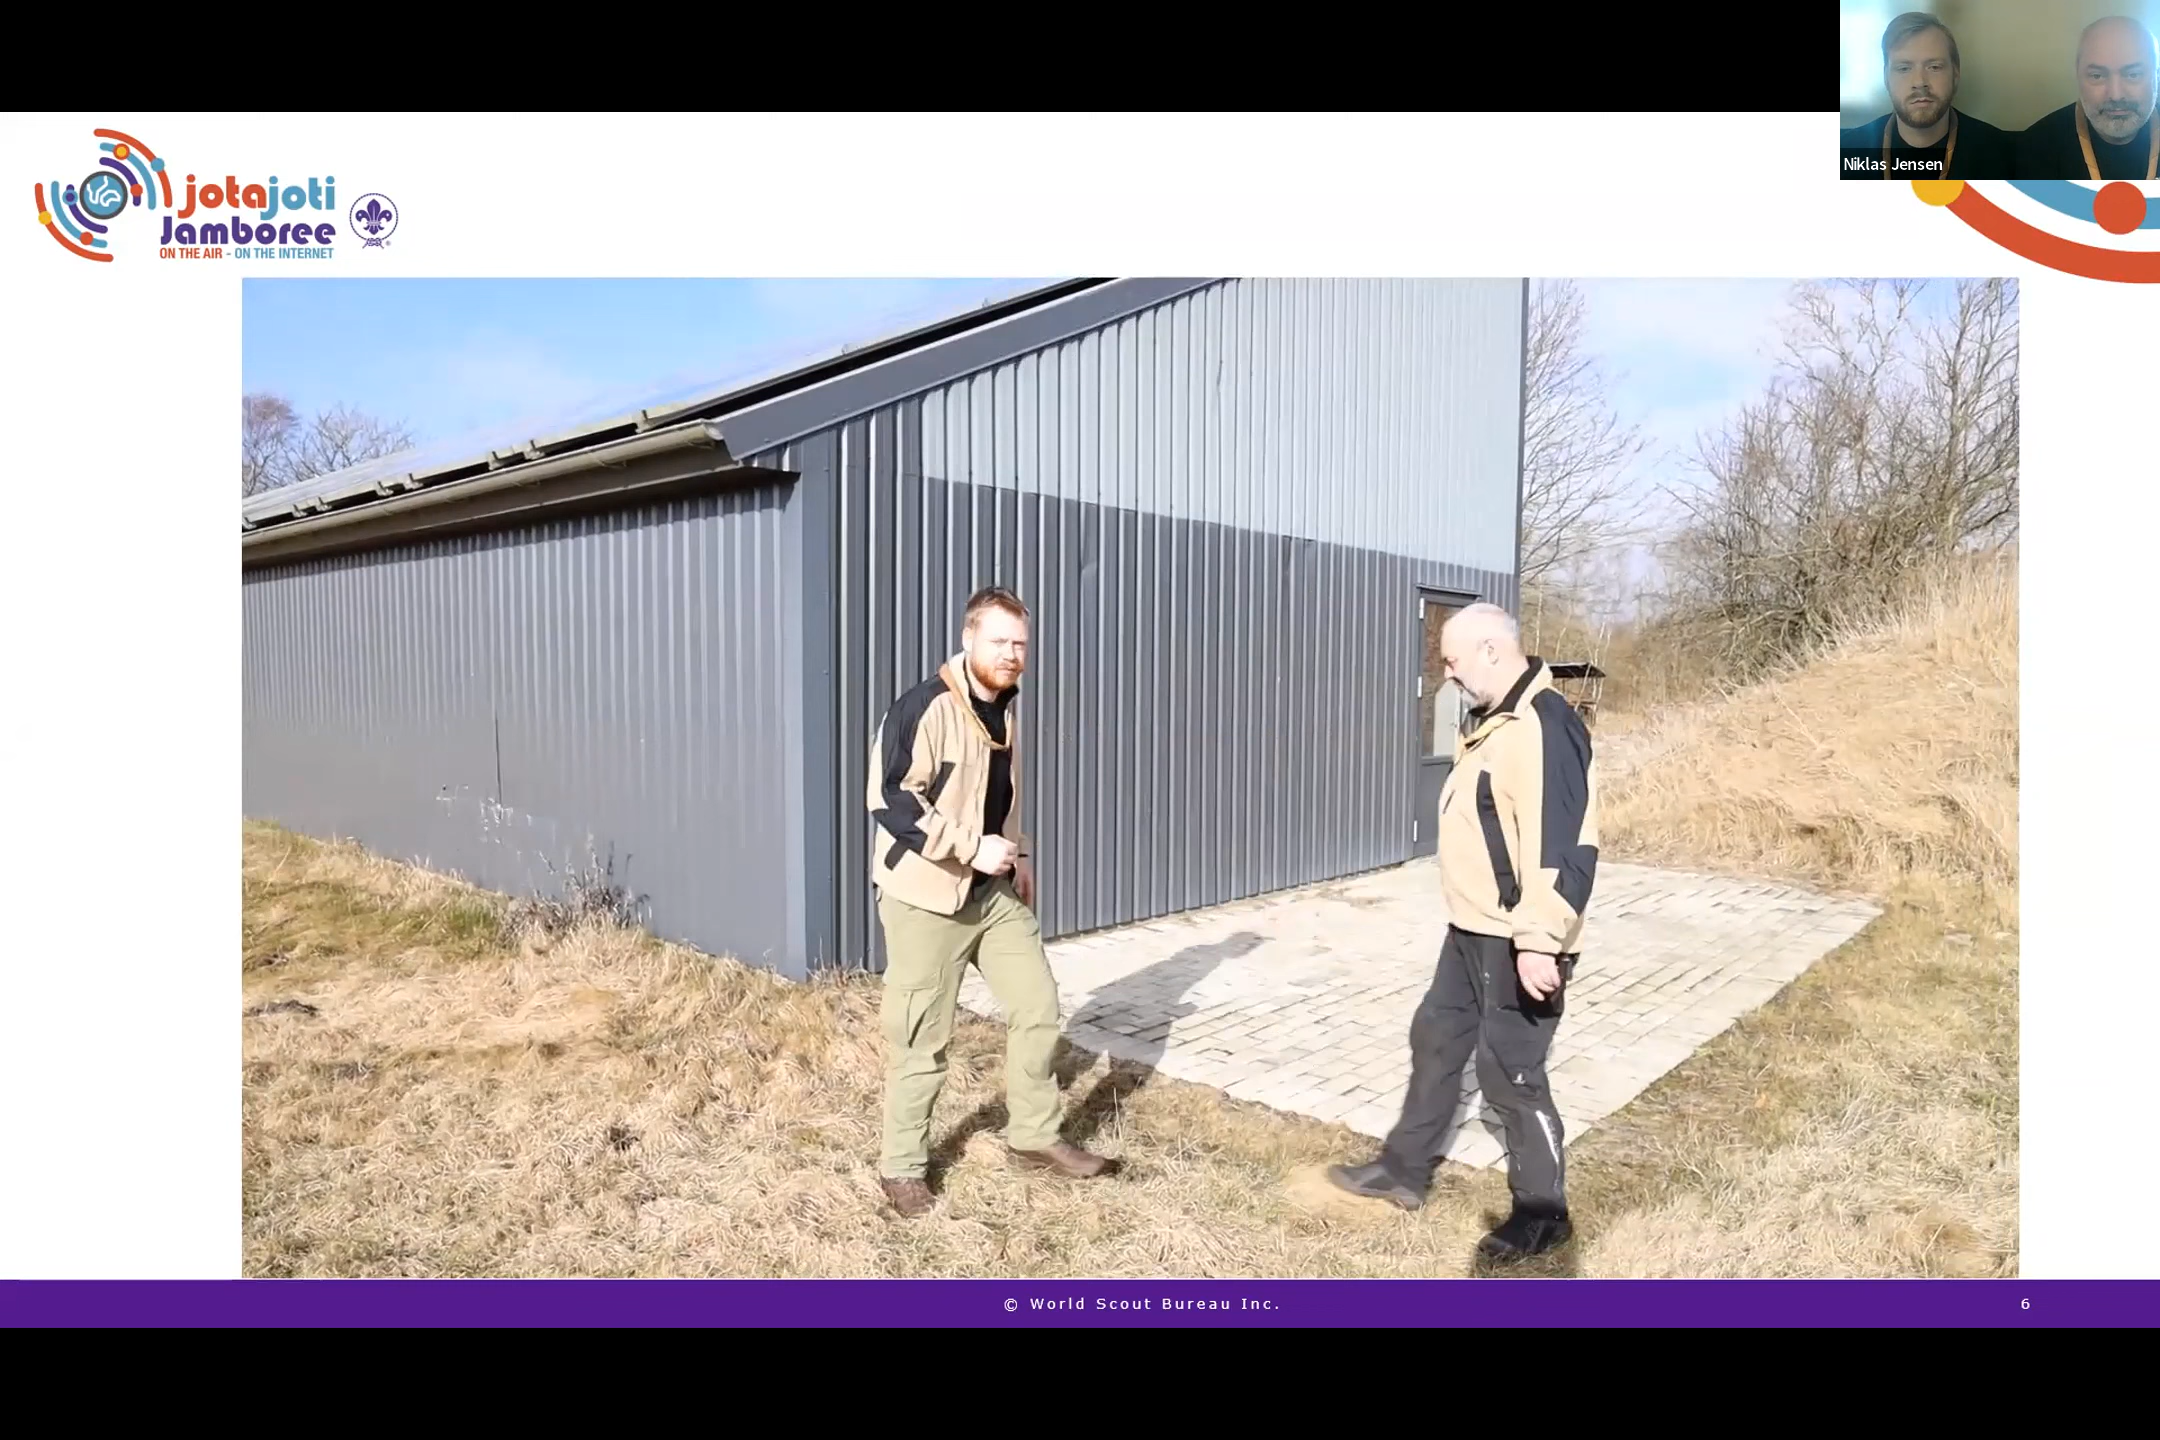 Niklas Jensen
jotajoti
Jamboree
ON THE AIR - ON THE INTERNET
© World Scout Bureau Inc.
6